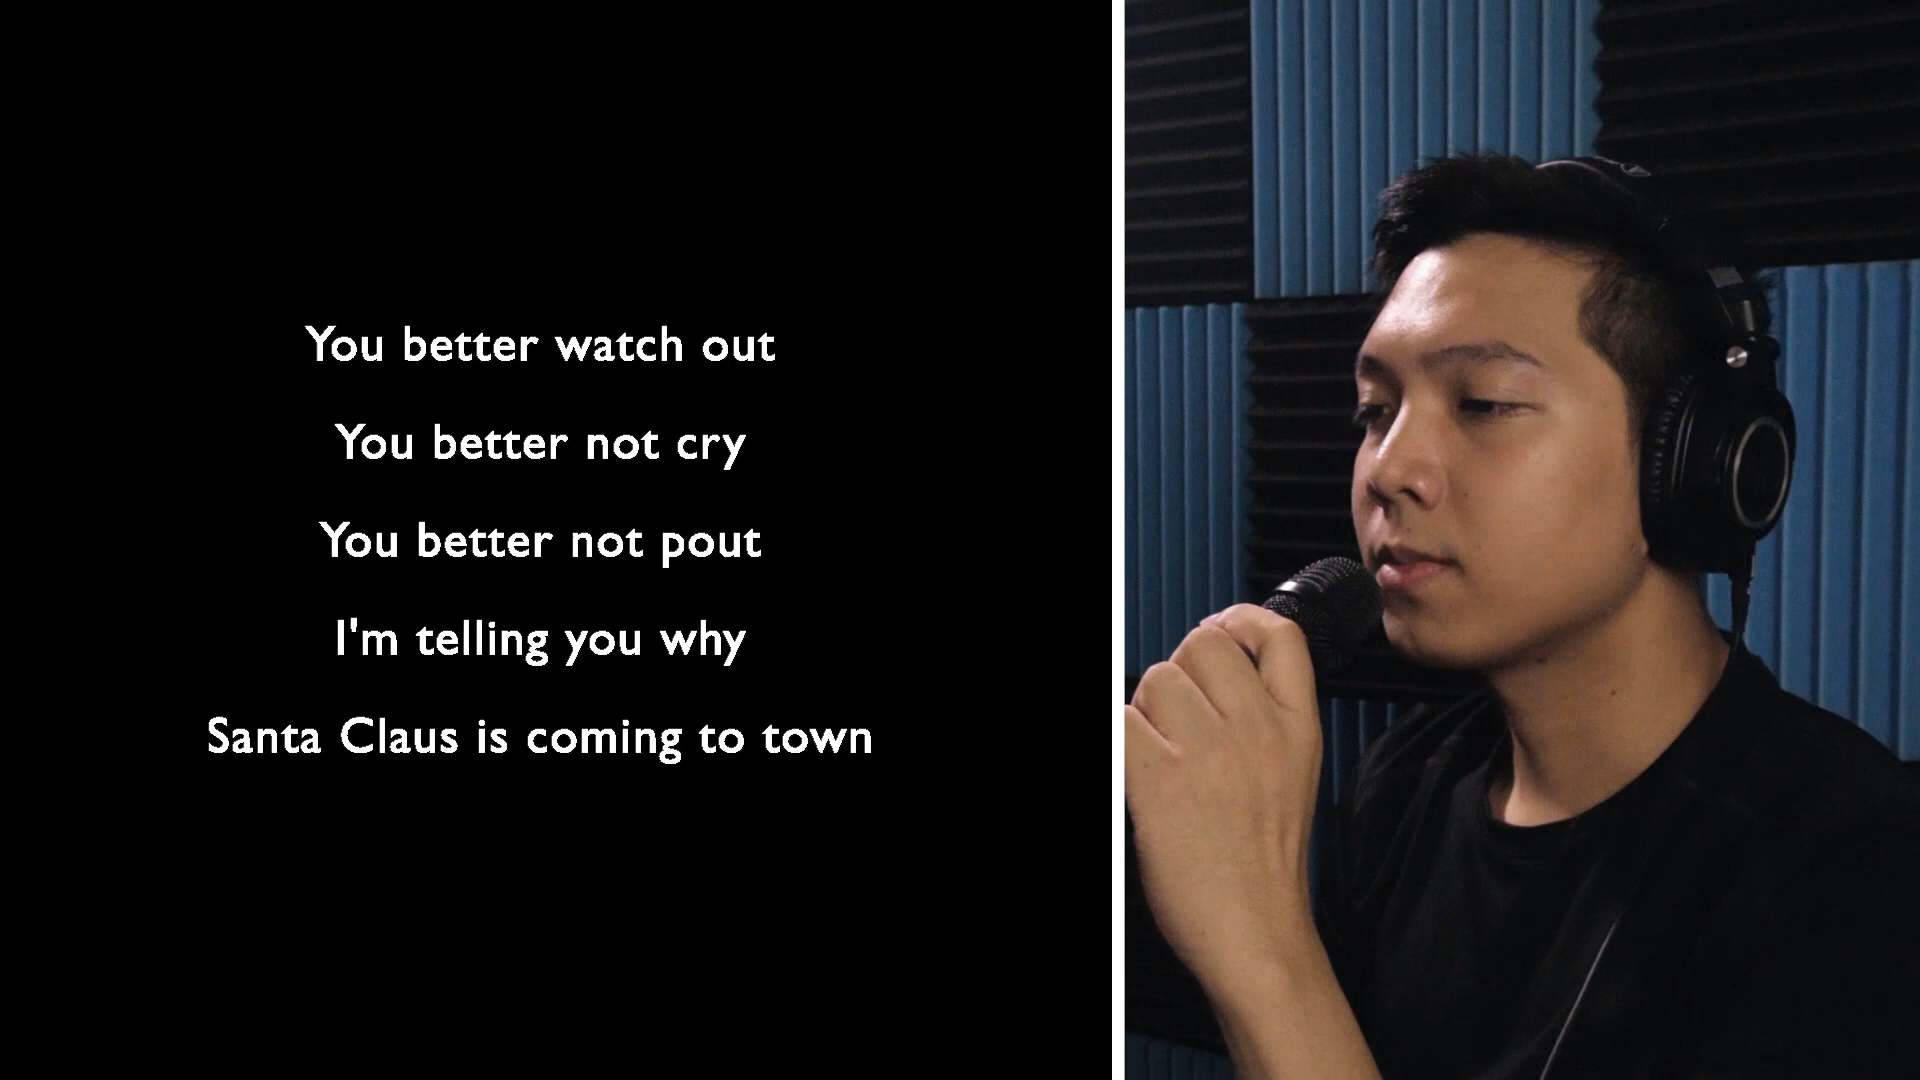 You better watch out
You better not cry
You better not pout
I'm telling you why
Santa Claus is coming to town